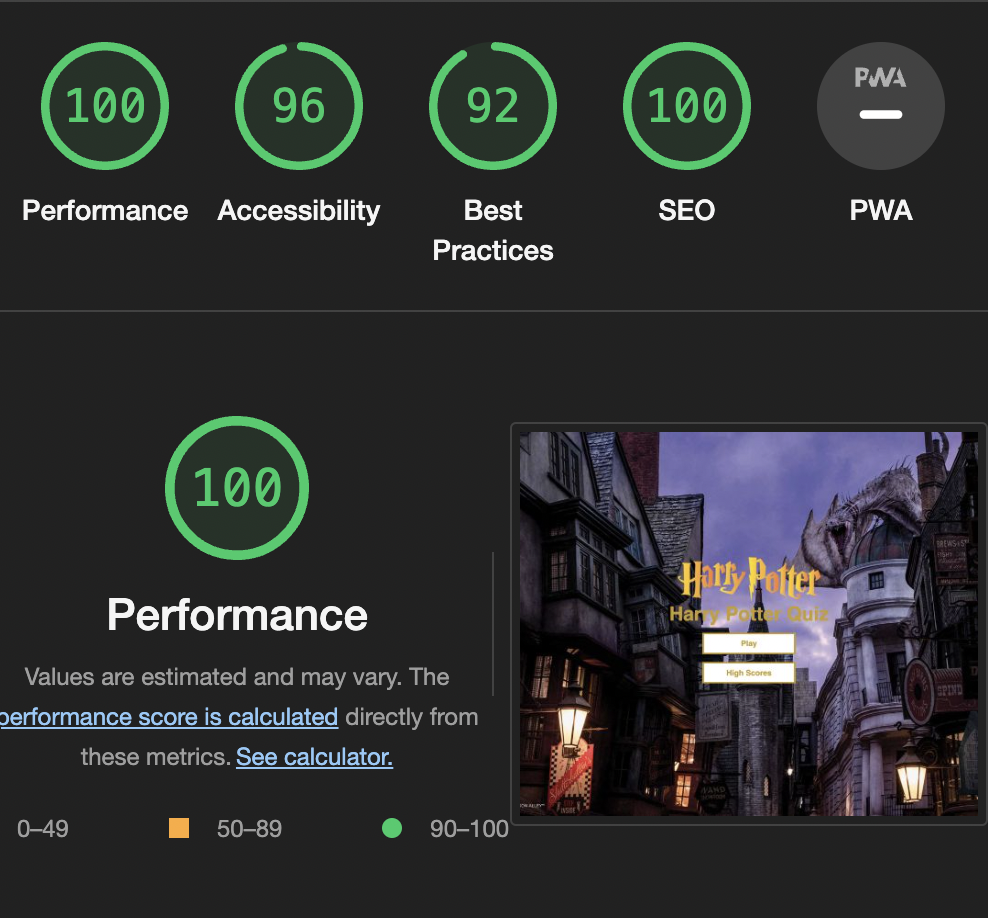 100
96
92
100
PWA
Performance
Accessibility
Best
Practices
SEO
PWA
100
Performance
Values are estimated and may vary. The
performance score is calculated directly from
these metrics. See calculator.
0–49
50–89
90–100
Harry Potter
Harry Potter Quiz
Play
High Scores